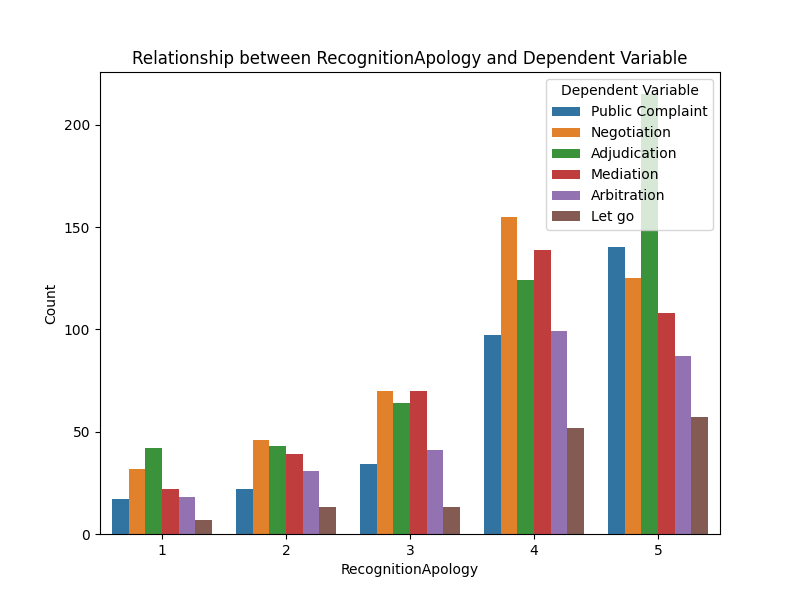 Relationship between RecognitionApology and Dependent Variable
Dependent Variable
Public Complaint
Negotiation
Adjudication
Mediation
Arbitration
Let go
Count
200
150
100
50
0
1 2 3 4 5
RecognitionApology